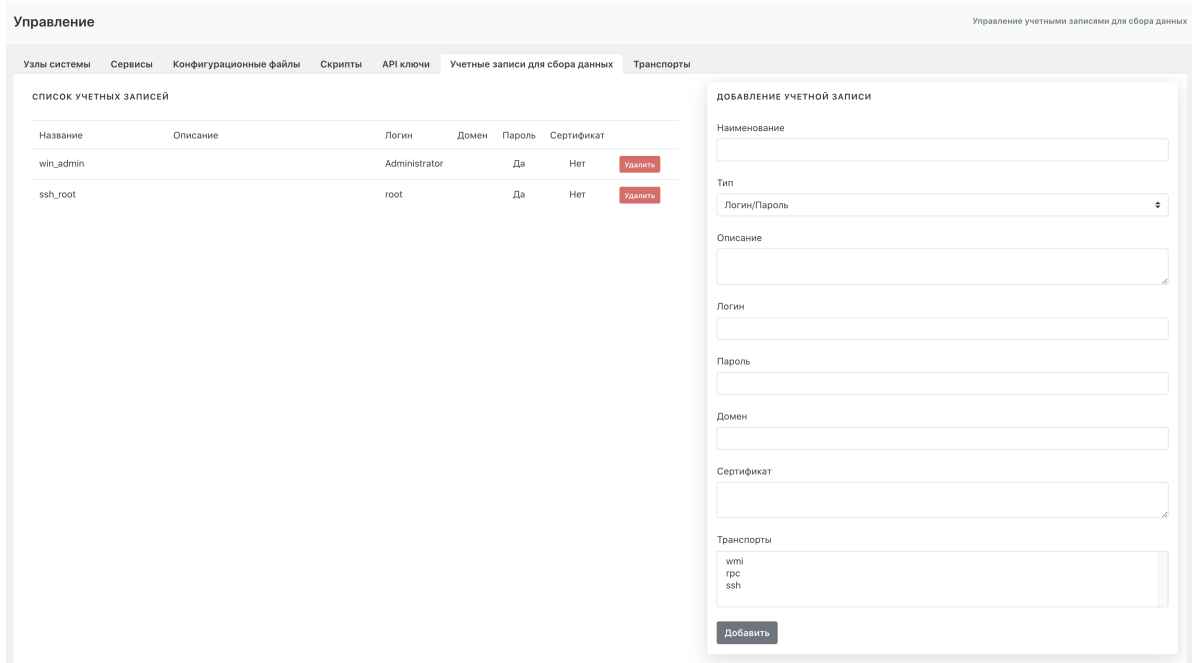 Управление
Управление учетными записями для сбора данных
Узлы системы Сервисы Конфигурационные файлы Скрипты API ключи Учетные записи для сбора данных Транспорты
СПИСОК УЧЕТНЫХ ЗАПИСЕЙ
Название Описание Логин Домен Пароль Сертификат
win_admin Administrator Да Нет Удалить
ssh_root root Да Нет Удалить
ДОБАВЛЕНИЕ УЧЕТНОЙ ЗАПИСИ
Наименование
Тип
Логин/Пароль
Описание
Логин
Пароль
Домен
Сертификат
Транспорты
wmi
rpc
ssh
Добавить